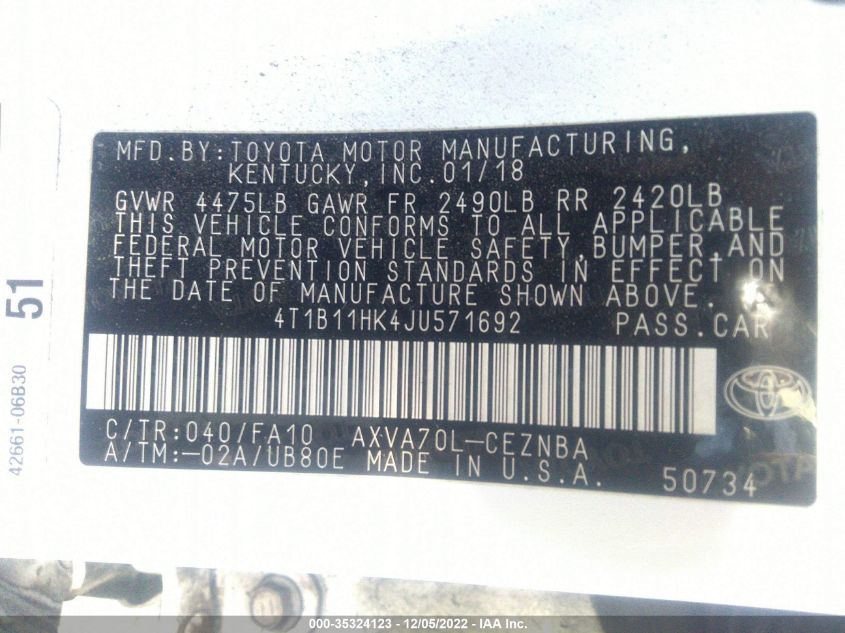 MFD.BY:TOYOTA MOTOR MANUFACTURING,
KENTUCKY,INC.01/18
GVWR 4475LB GAWR FR 2490LB RR 2420LB
THIS VEHICLE CONFORMS TO ALL APPLICABLE
FEDERAL MOTOR VEHICLE SAFETY,BUMPER,AND
THEFT PREVENTION STANDARDS IN EFFECT ON
THE DATE OF MANUFACTURE SHOWN ABOVE.
4T1B11HK4JU571692 PASS.CAR
C/TR:040/FA10 AXVA70L-CEZNBA
A/TM:-02A/UB80E MADE IN U.S.A. 50734
TOYOTA
51
42661-06B30
000-35324123 - 12/05/2022 - IAA Inc.